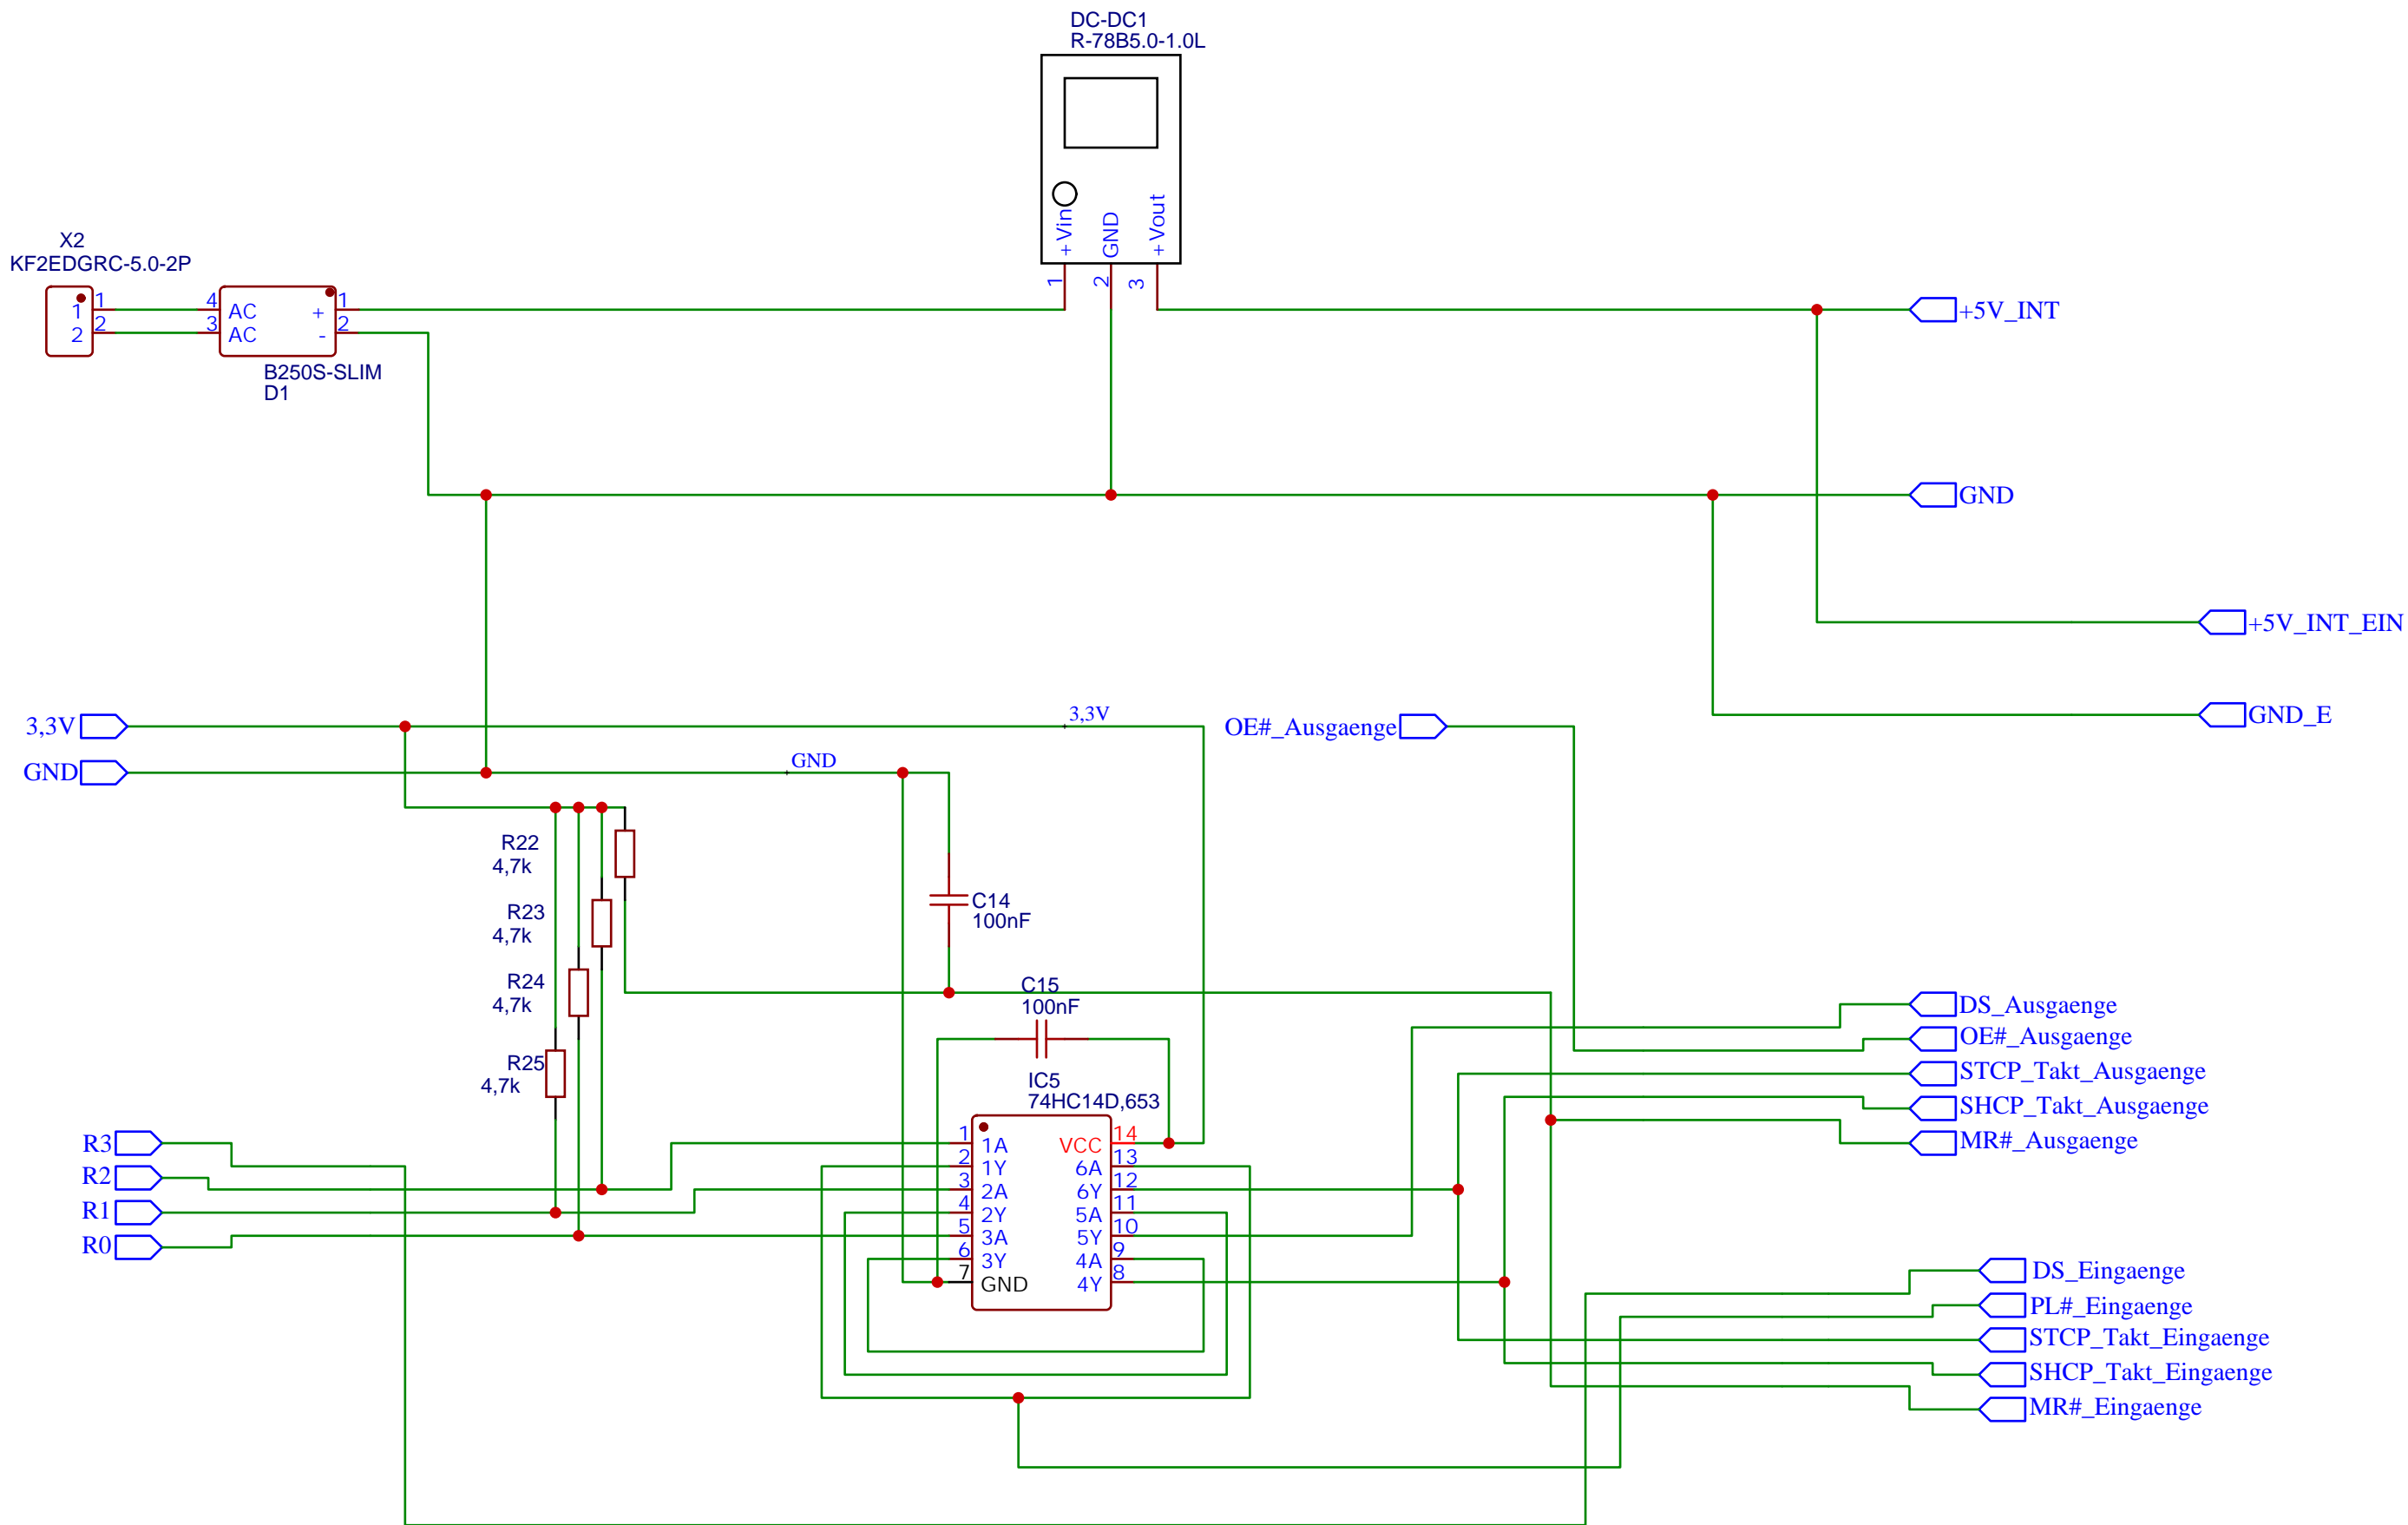 DC-DC1
R-78B5.0-1.0L
+Vin
GND
+Vout
1
2
3
X2
KF2EDGRC-5.0-2P
1 1
2 2
4 AC + 1
3 AC - 2
B250S-SLIM
D1
+5V_INT
GND
+5V_INT_EIN
GND_E
3,3V
3,3V
OE#_Ausgaenge
GND
GND
R22
4,7k
R23
4,7k
R24
4,7k
R25
4,7k
C14
100nF
C15
100nF
IC5
74HC14D,653
1 1A VCC 14
2 1Y 6A 13
3 2A 6Y 12
4 2Y 5A 11
5 3A 5Y 10
6 3Y 4A 9
7 GND 4Y 8
R3
R2
R1
R0
DS_Ausgaenge
OE#_Ausgaenge
STCP_Takt_Ausgaenge
SHCP_Takt_Ausgaenge
MR#_Ausgaenge
DS_Eingaenge
PL#_Eingaenge
STCP_Takt_Eingaenge
SHCP_Takt_Eingaenge
MR#_Eingaenge